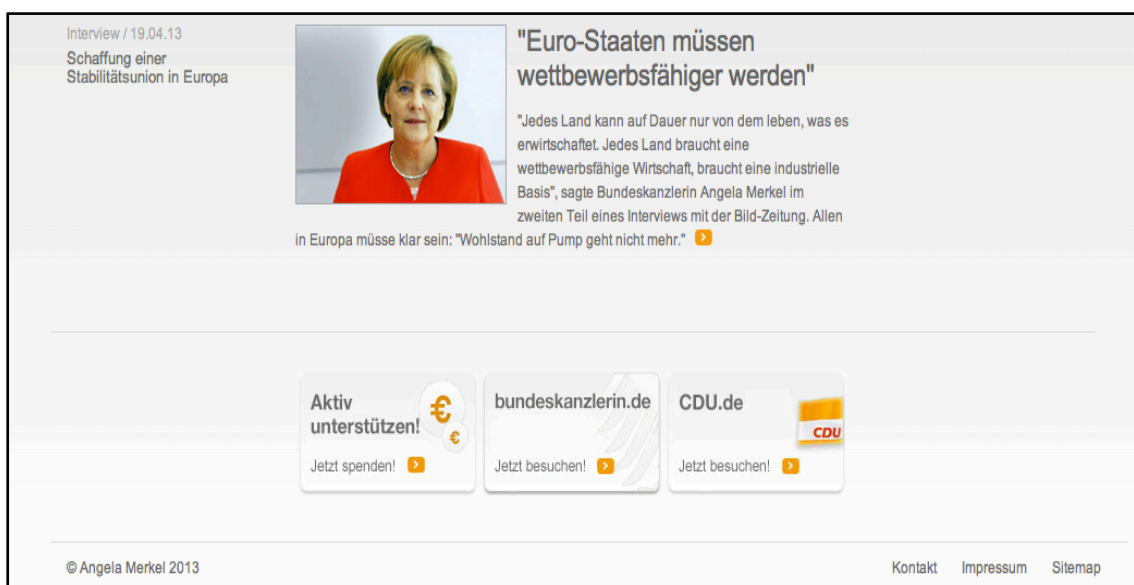 Interview / 19.04.13
Schaffung einer
Stabilitätsunion in Europa
"Euro-Staaten müssen
wettbewerbsfähiger werden"
"Jedes Land kann auf Dauer nur von dem leben, was es
erwirtschaftet. Jedes Land braucht eine
wettbewerbsfähige Wirtschaft, braucht eine industrielle
Basis", sagte Bundeskanzlerin Angela Merkel im
zweiten Teil eines Interviews mit der Bild-Zeitung. Allen
in Europa müsse klar sein: "Wohlstand auf Pump geht nicht mehr."
Aktiv
unterstützen!
€
€
Jetzt spenden!
bundeskanzlerin.de
Jetzt besuchen!
CDU.de
CDU
Jetzt besuchen!
© Angela Merkel 2013
Kontakt Impressum Sitemap